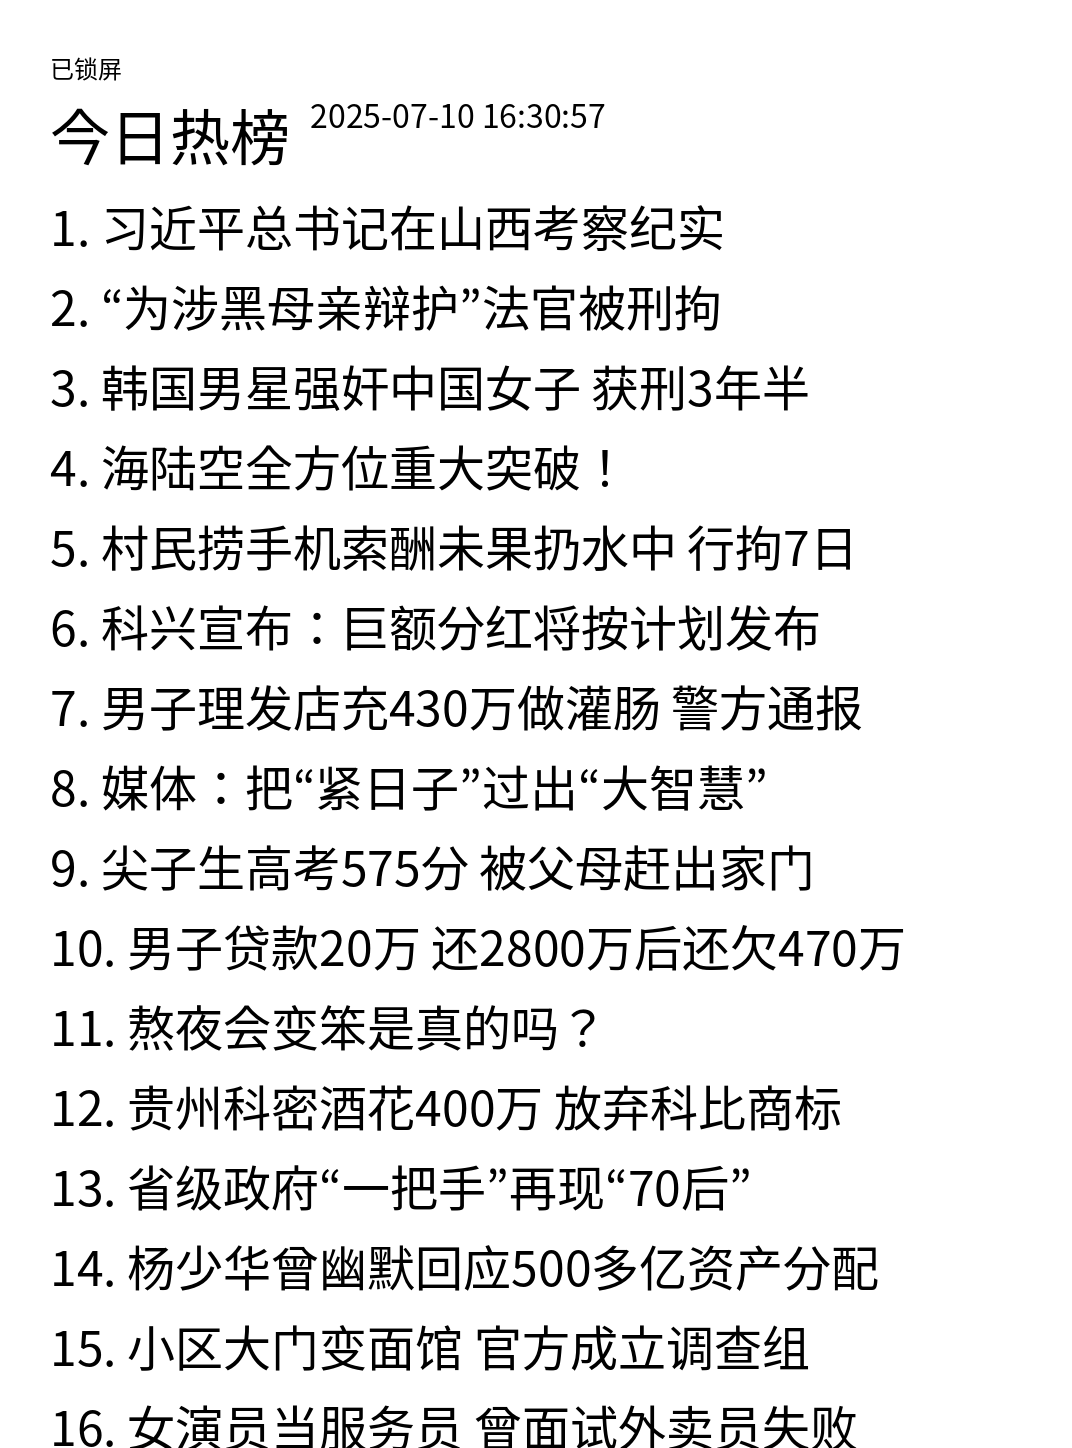 已锁屏
今日热榜 2025-07-10 16:30:57
1. 习近平总书记在山西考察纪实
2. “为涉黑母亲辩护”法官被刑拘
3. 韩国男星强奸中国女子 获刑3年半
4. 海陆空全方位重大突破！
5. 村民捞手机索酬未果扔水中 行拘7日
6. 科兴宣布：巨额分红将按计划发布
7. 男子理发店充430万做灌肠 警方通报
8. 媒体：把“紧日子”过出“大智慧”
9. 尖子生高考575分 被父母赶出家门
10. 男子贷款20万 还2800万后还欠470万
11. 熬夜会变笨是真的吗？
12. 贵州科密酒花400万 放弃科比商标
13. 省级政府“一把手”再现“70后”
14. 杨少华曾幽默回应500多亿资产分配
15. 小区大门变面馆 官方成立调查组
16. 女演员当服务员 曾面试外卖员失败